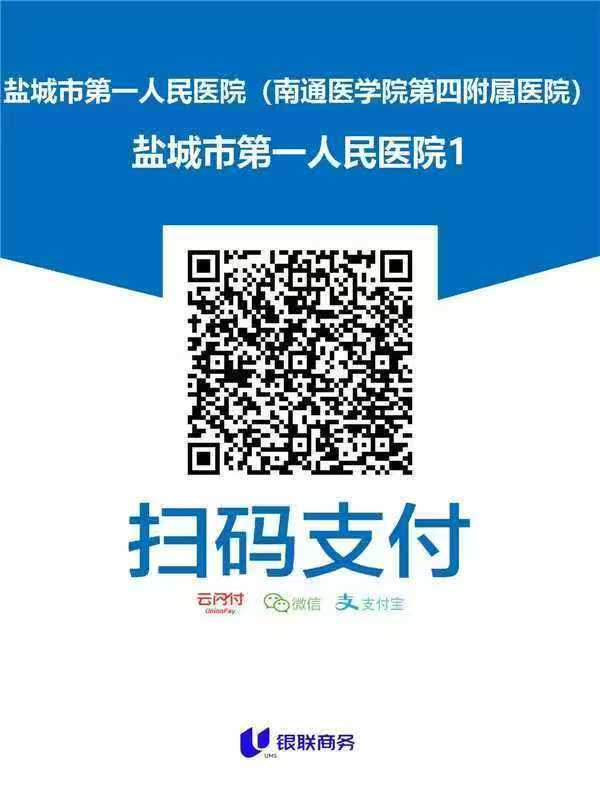 盐城市第一人民医院（南通医学院第四附属医院）
盐城市第一人民医院1
扫码支付
云闪付 微信 支付宝
UnionPay
银联商务
UMS